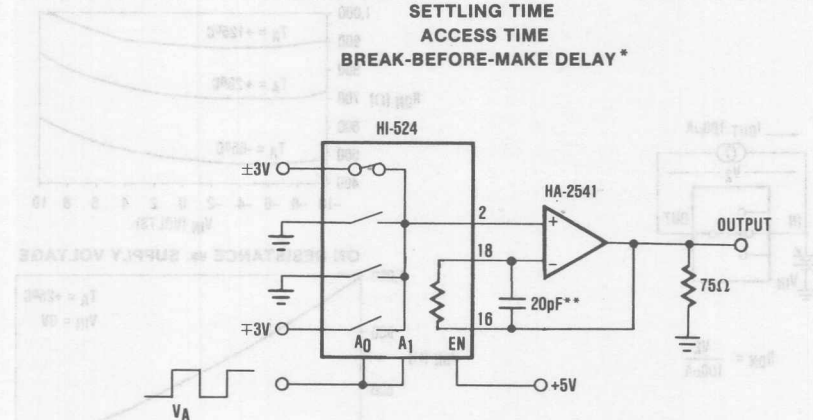 SETTLING TIME
ACCESS TIME
BREAK-BEFORE-MAKE DELAY*
HI-524
±3V
HA-2541
2
+
OUTPUT
18
−
75Ω
20pF**
16
∓3V
A0 A1 EN
+5V
VA